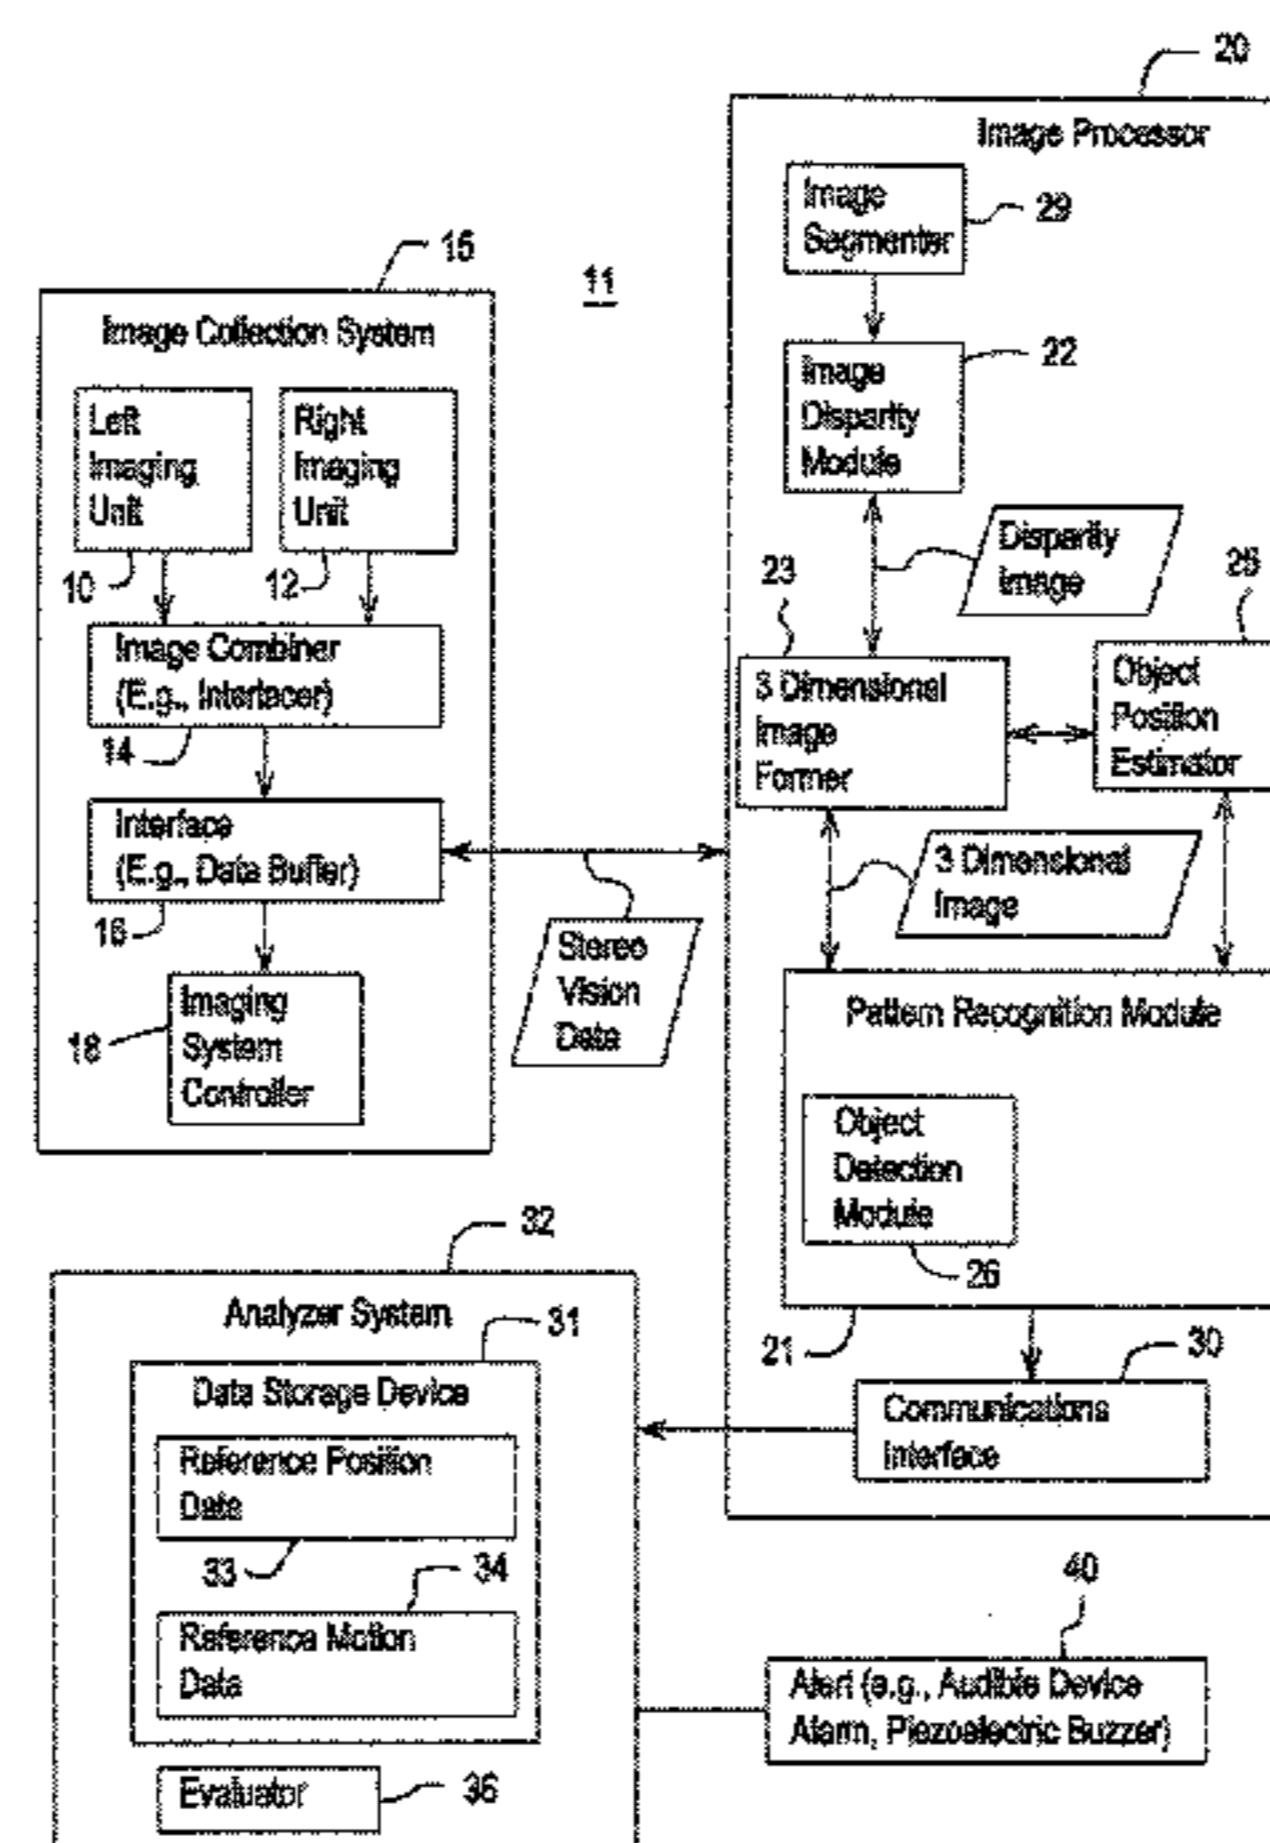 20
Image Processor
Image
Segmenter
29
15
11
Image Collection System
22
Image
Disparity
Module
Left
Imaging
Unit
Right
Imaging
Unit
10
12
Disparity
Image
23
25
Image Combiner
(E.g., Interlacer)
14
3 Dimensional
Image
Former
Object
Position
Estimator
Interface
(E.g., Data Buffer)
16
3 Dimensional
Image
Stereo
Vision
Data
Imaging
System
Controller
18
Pattern Recognition Module
Object
Detection
Module
26
32
Analyzer System
31
21
30
Data Storage Device
Communications
Interface
Reference Position
Data
33
34
40
Reference Motion
Data
Alert (e.g., Audible Device
Alarm, Piezoelectric Buzzer)
Evaluator
36